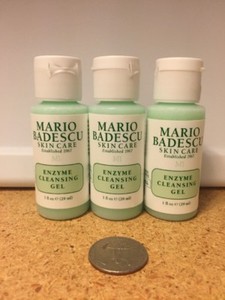 MARIO
BADESCU
SKIN CARE
Established 1967
ENZYME
CLEANSING
GEL
1 fl oz (29 ml)
MARIO
BADESCU
SKIN CARE
Established 1967
ENZYME
CLEANSING
GEL
1 fl oz (29 ml)
MARIO
BADESCU
SKIN CARE
Established 1967
ENZYME
CLEANSING
GEL
1 fl oz (29 ml)